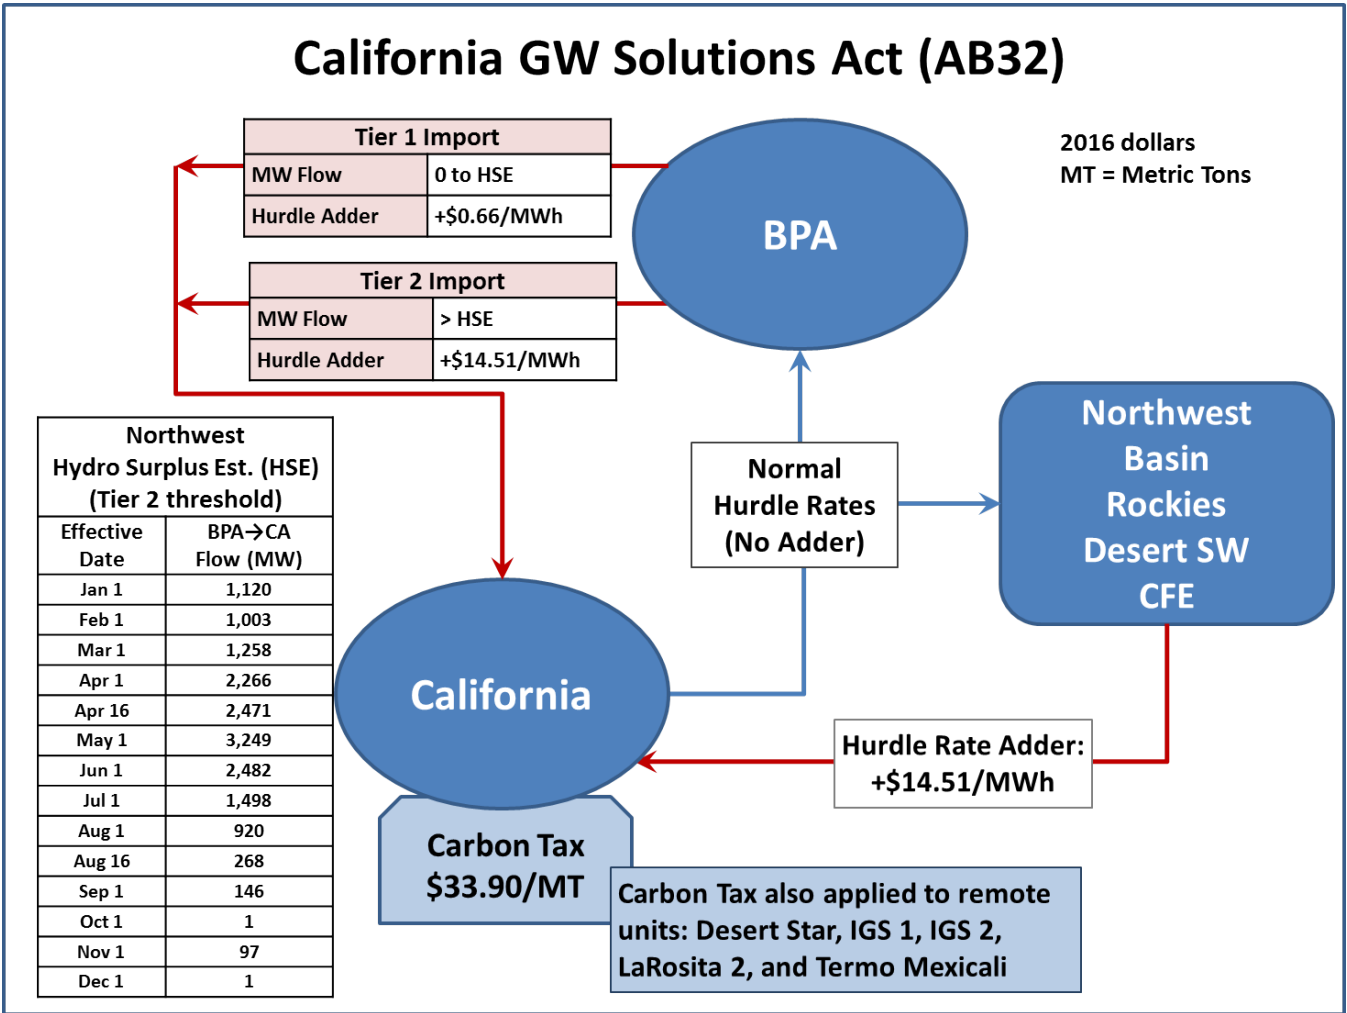 California GW Solutions Act (AB32)
2016 dollars
MT = Metric Tons
Tier 1 Import
MW Flow 0 to HSE
Hurdle Adder +$0.66/MWh
BPA
Tier 2 Import
MW Flow > HSE
Hurdle Adder +$14.51/MWh
Northwest
Hydro Surplus Est. (HSE)
(Tier 2 threshold)
Effective Date BPA→CA Flow (MW)
Jan 1 1,120
Feb 1 1,003
Mar 1 1,258
Apr 1 2,266
Apr 16 2,471
May 1 3,249
Jun 1 2,482
Jul 1 1,498
Aug 1 920
Aug 16 268
Sep 1 146
Oct 1 1
Nov 1 97
Dec 1 1
Normal
Hurdle Rates
(No Adder)
Northwest
Basin
Rockies
Desert SW
CFE
California
Hurdle Rate Adder:
+$14.51/MWh
Carbon Tax
$33.90/MT
Carbon Tax also applied to remote
units: Desert Star, IGS 1, IGS 2,
LaRosita 2, and Termo Mexicali